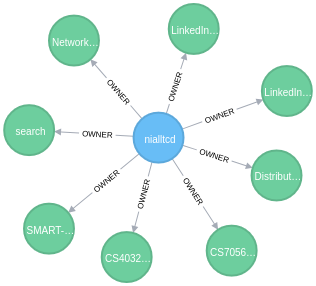 LinkedIn…
Network…
OWNER
OWNER
LinkedIn…
OWNER
search
OWNER
nialltcd
OWNER
Distribut…
OWNER
OWNER
OWNER
SMART-…
CS4032…
CS7056…